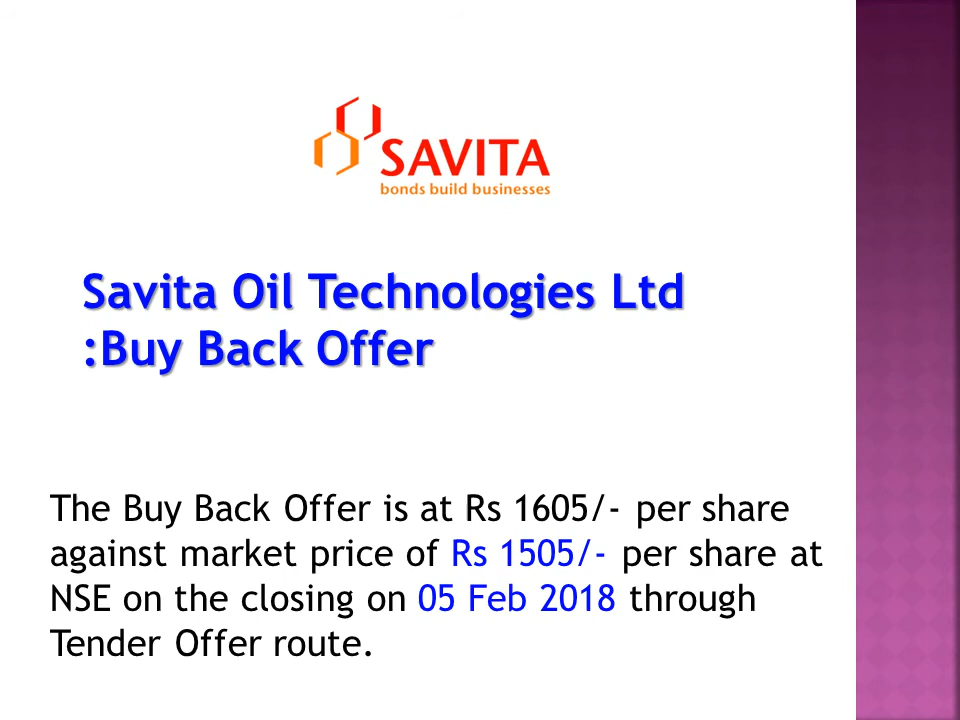 SAVITA
bonds build businesses
Savita Oil Technologies Ltd
:Buy Back Offer
The Buy Back Offer is at Rs 1605/- per share
against market price of Rs 1505/- per share at
NSE on the closing on 05 Feb 2018 through
Tender Offer route.